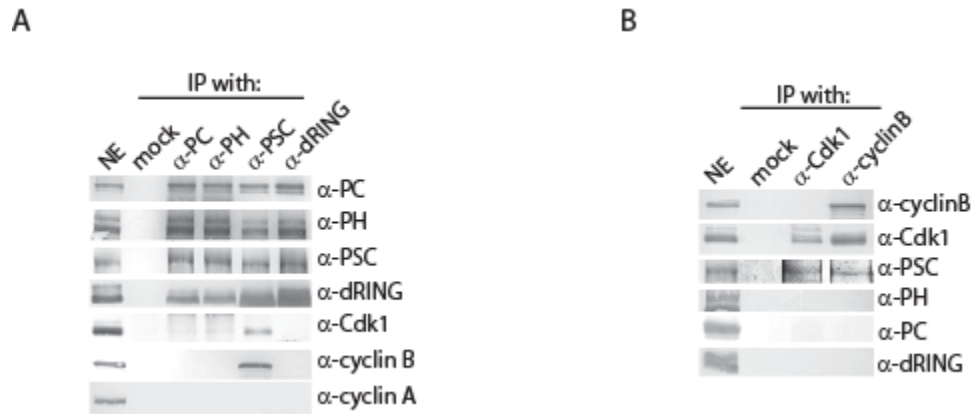 A
IP with:
NE mock α-PC α-PH α-PSC α-dRING
α-PC
α-PH
α-PSC
α-dRING
α-Cdk1
α-cyclin B
α-cyclin A
B
IP with:
NE mock α-Cdk1 α-cyclinB
α-cyclinB
α-Cdk1
α-PSC
α-PH
α-PC
α-dRING